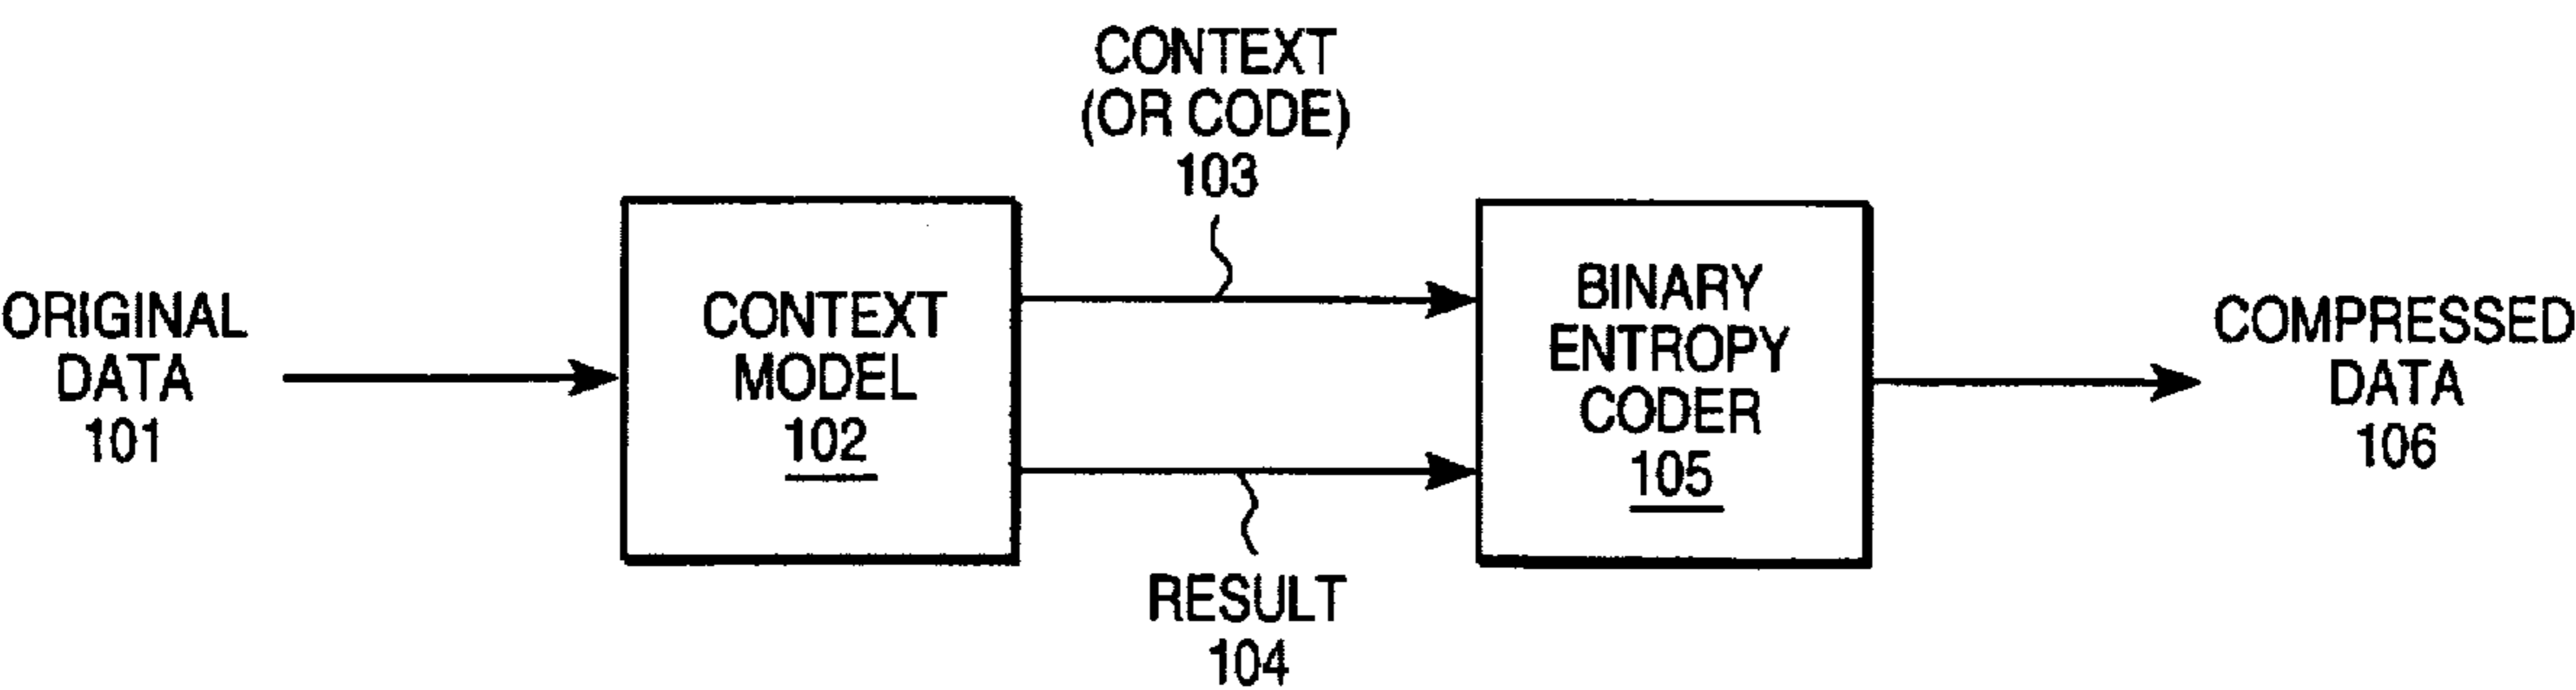 ORIGINAL
DATA
101
CONTEXT
MODEL
102
CONTEXT
(OR CODE)
103
RESULT
104
BINARY
ENTROPY
CODER
105
COMPRESSED
DATA
106